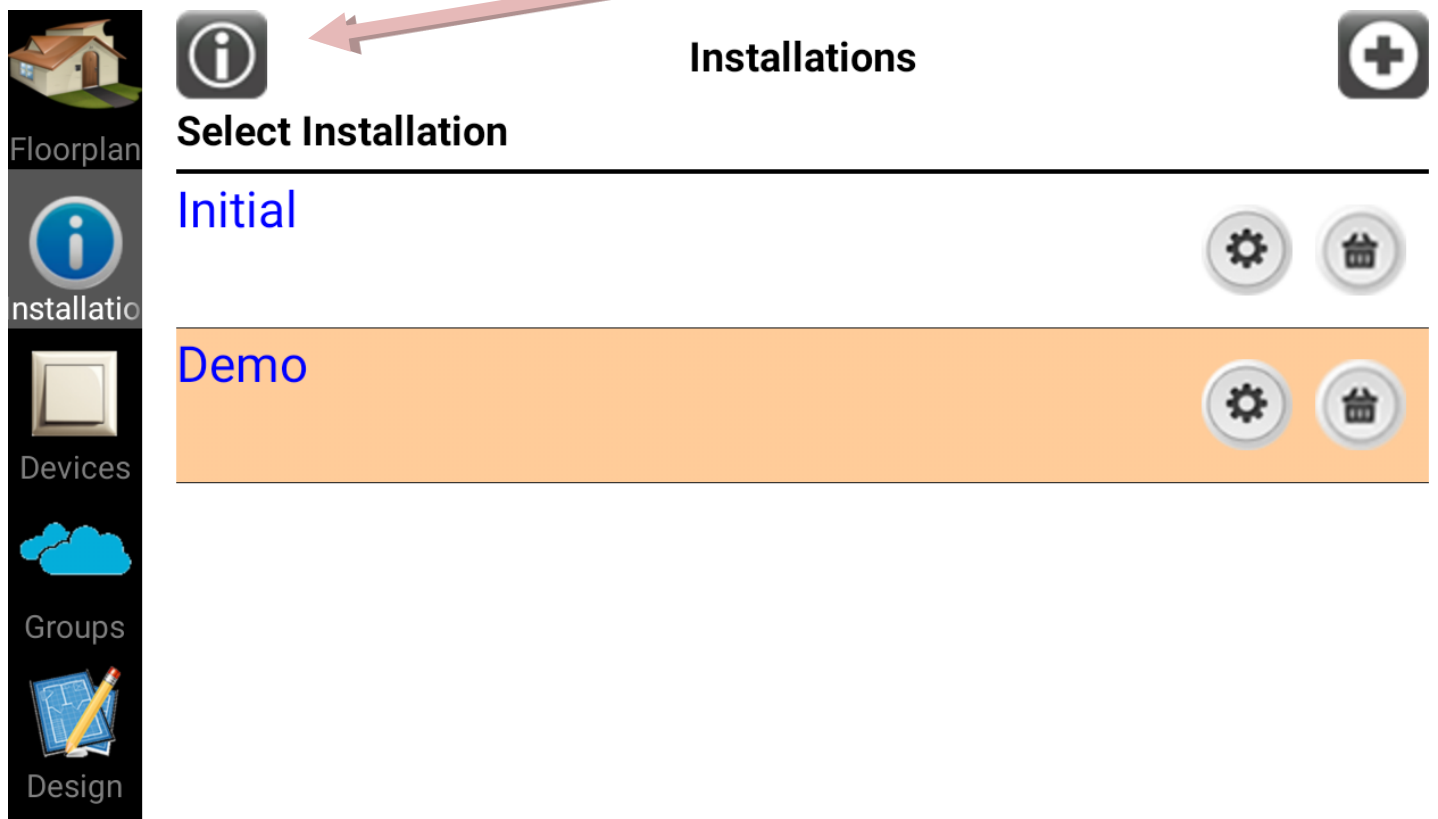 Installations
Select Installation
Floorplan
Initial
nstallatio
Demo
Devices
Groups
Design